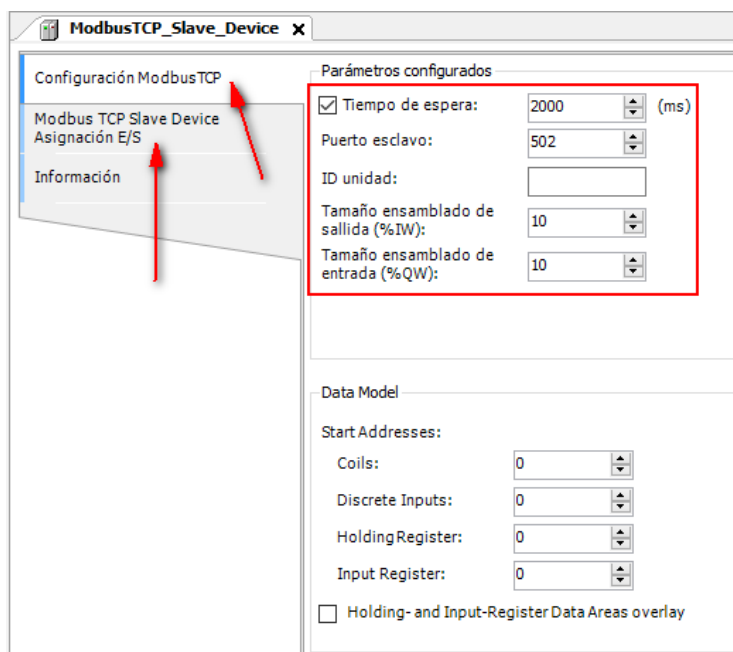 ModbusTCP_Slave_Device
Configuración ModbusTCP
Modbus TCP Slave Device
Asignación E/S
Información
Parámetros configurados
Tiempo de espera: 2000 (ms)
Puerto esclavo: 502
ID unidad:
Tamaño ensamblado de
sallida (%IW): 10
Tamaño ensamblado de
entrada (%QW): 10
Data Model
Start Addresses:
Coils: 0
Discrete Inputs: 0
Holding Register: 0
Input Register: 0
Holding- and Input-Register Data Areas overlay